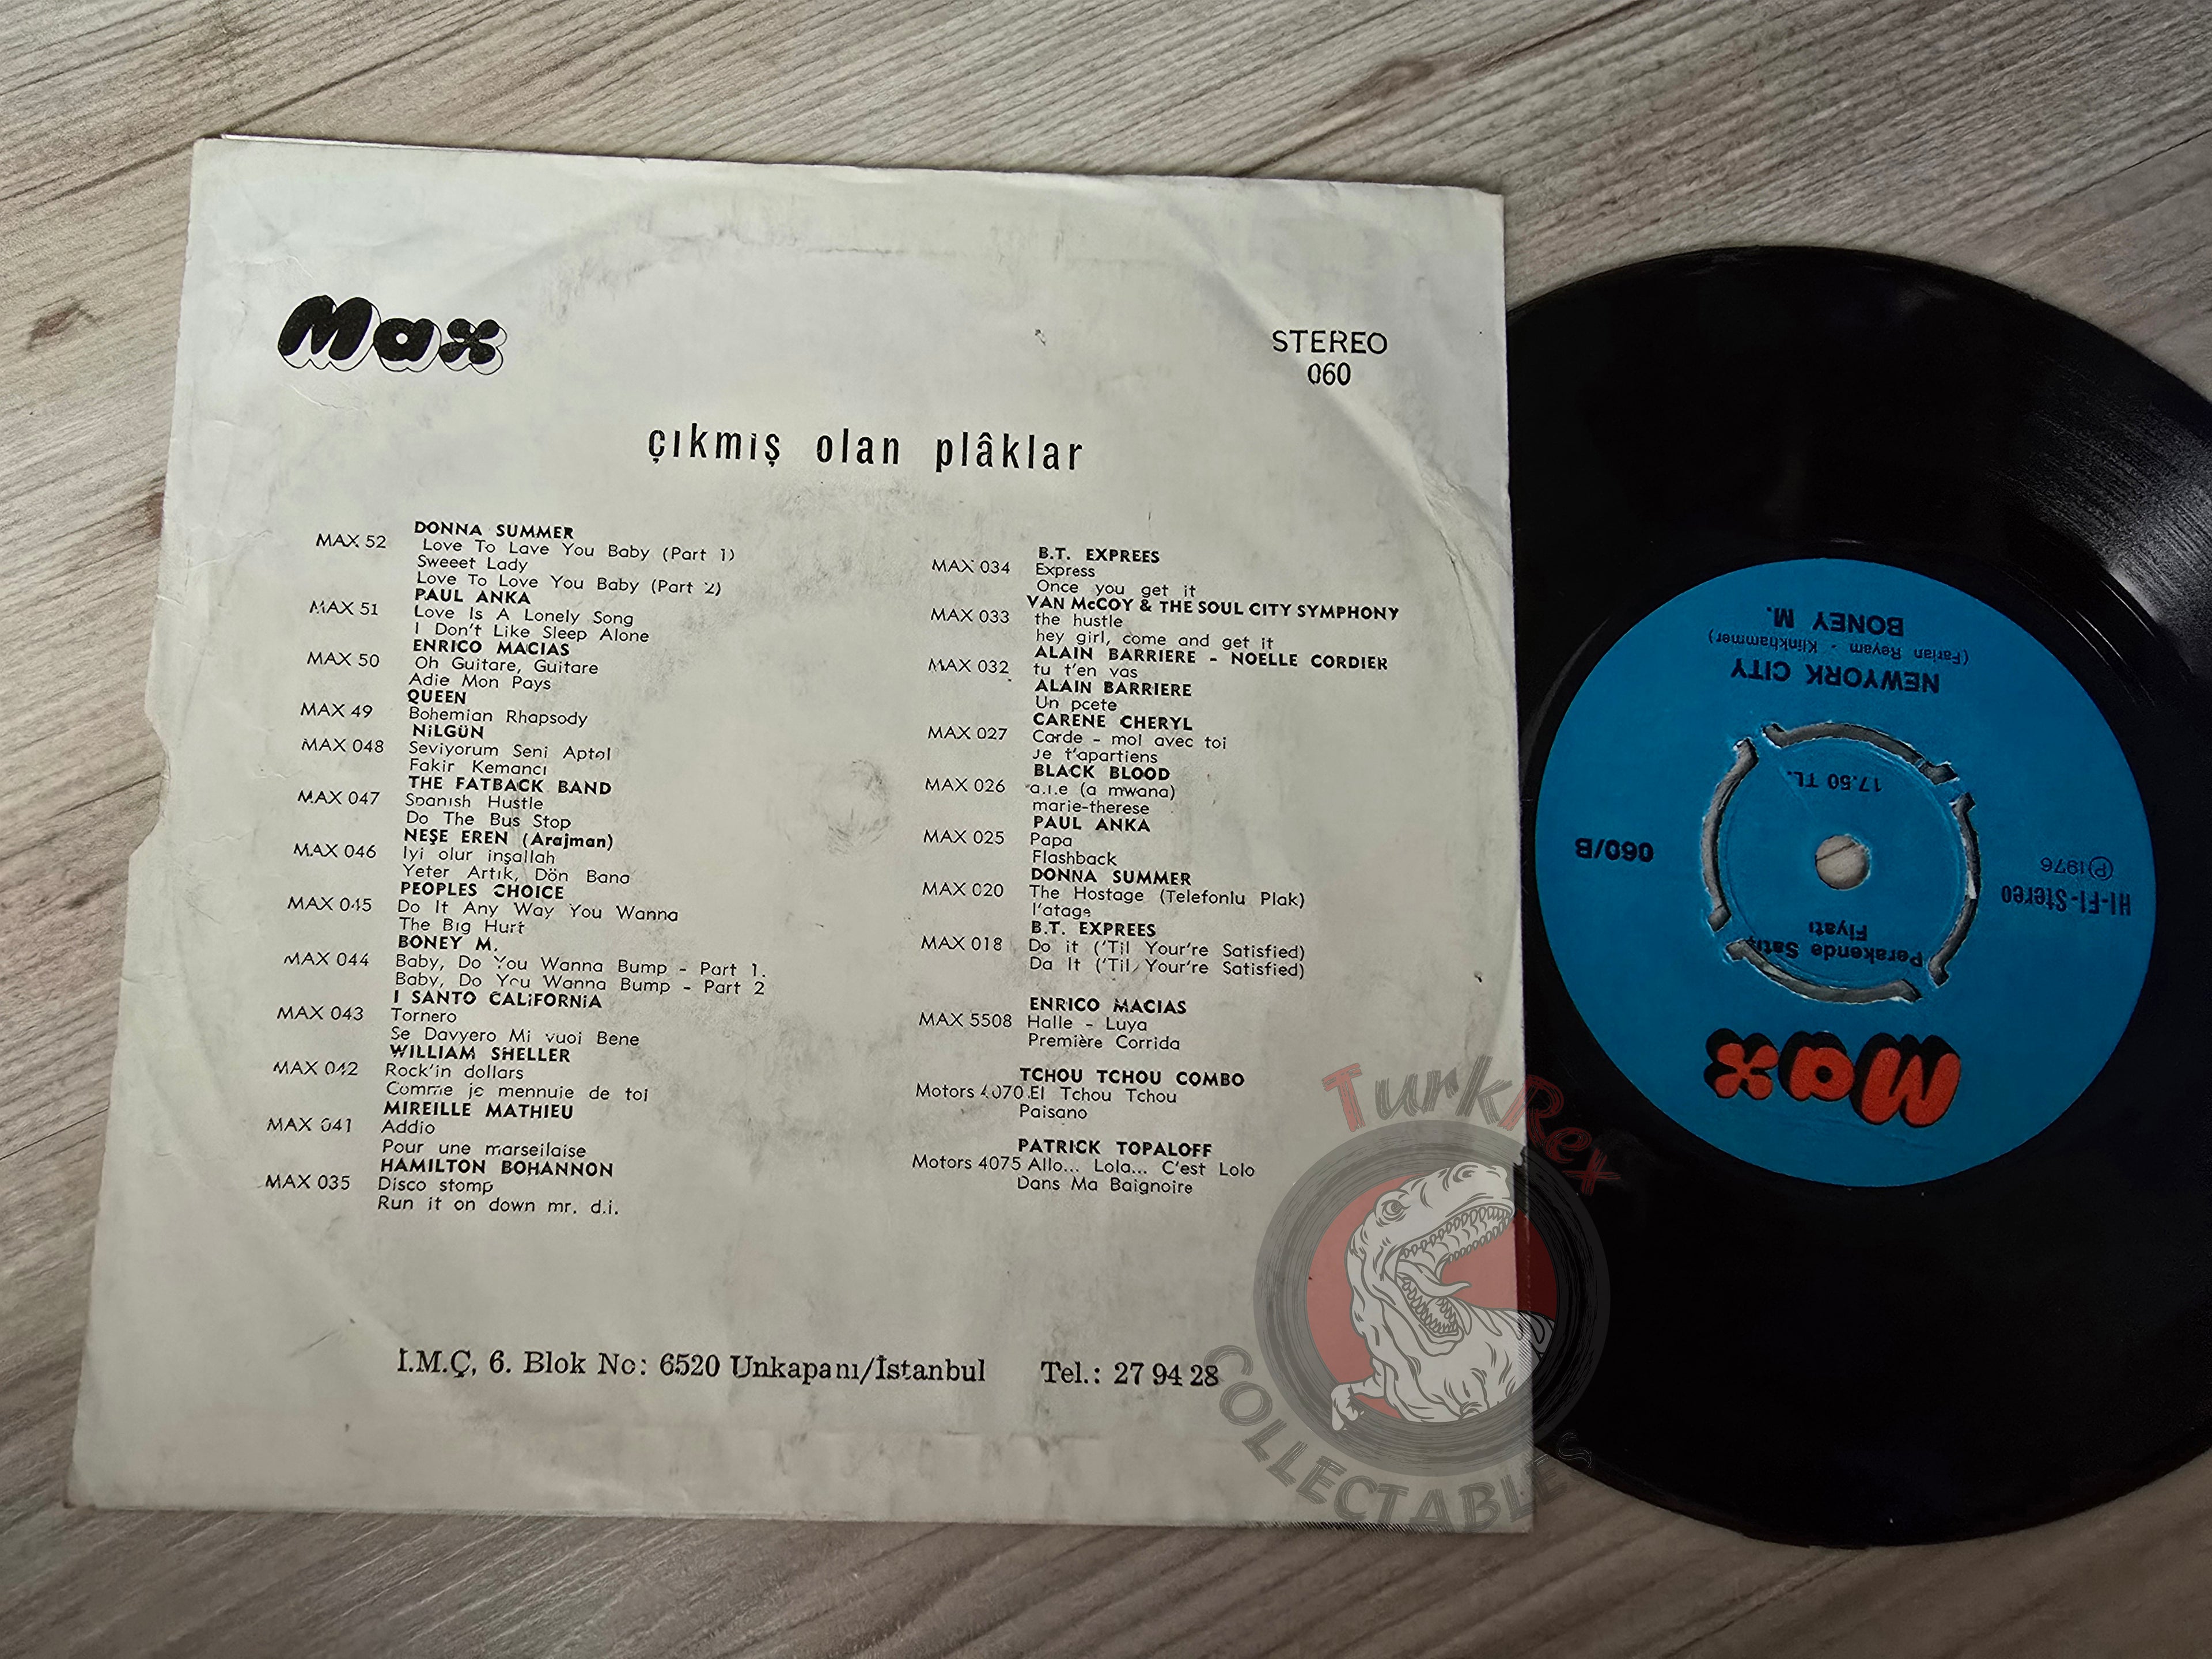 Max
STEREO
060
çıkmış olan plâklar
DONNA SUMMER
MAX 52 Love To Lave You Baby (Part 1)
Sweeet Lady
Love To Love You Baby (Part 2)
PAUL ANKA
MAX 51 Love Is A Lonely Song
I Don't Like Sleep Alone
ENRICO MACIAS
MAX 50 Oh Guitare, Guitare
Adie Mon Pays
QUEEN
MAX 49 Bohemian Rhapsody
NiLGÜN
MAX 048 Seviyorum Seni Aptal
Fakir Kemancı
THE FATBACK BAND
MAX 047 Spanish Hustle
Do The Bus Stop
NEŞE EREN (Arajman)
MAX 046 Iyi olur inşallah
Yeter Artık, Dön Bana
PEOPLES CHOICE
MAX 045 Do It Any Way You Wanna
The Big Hurt
BONEY M.
MAX 044 Baby, Do You Wanna Bump - Part 1.
Baby, Do You Wanna Bump - Part 2
I SANTO CALiFORNiA
MAX 043 Tornero
Se Davyero Mi vuoi Bene
WILLIAM SHELLER
MAX 042 Rock'in dollars
Comme je mennuie de toi
MIREILLE MATHIEU
MAX 041 Addio
Pour une marseilaise
HAMILTON BOHANNON
MAX 035 Disco stomp
Run it on down mr. d.i.
B.T. EXPREES
MAX 034 Express
Once you get it
VAN McCOY & THE SOUL CITY SYMPHONY
MAX 033 the hustle
hey girl, come and get it
ALAIN BARRIERE - NOELLE CORDIER
MAX 032 tu t'en vas
ALAIN BARRIERE
Un pcete
CARENE CHERYL
MAX 027 Carde - moi avec toi
Je t'apartiens
BLACK BLOOD
MAX 026 a.i.e (a mwana)
marie-therese
PAUL ANKA
MAX 025 Papa
Flashback
DONNA SUMMER
MAX 020 The Hostage (Telefonlu Plak)
l'atage
B.T. EXPREES
MAX 018 Do it ('Til Your're Satisfied)
Da It ('Til Your're Satisfied)
ENRICO MACIAS
MAX 5508 Halle - Luya
Première Corrida
TCHOU TCHOU COMBO
Motors 4070 El Tchou Tchou
Paisano
PATRICK TOPALOFF
Motors 4075 Allo... Lola... C'est Lolo
Dans Ma Baignoire
İ.M.Ç, 6. Blok No: 6520 Unkapanı/İstanbul Tel.: 27 94 28
Max
Perakende Satış
Fiyatı
HI-FI-Stereo
Ⓟ1976
060/B
17.50 TL.
NEWYORK CITY
(Farian Reyam - Klinkhammer)
BONEY M.
TurkRex
COLLECTABLES